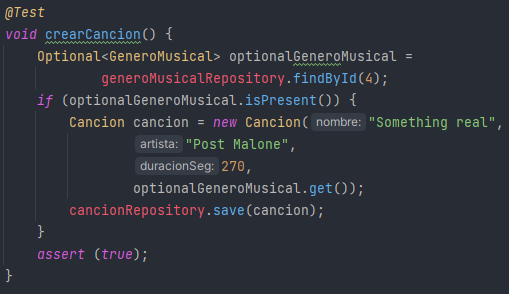 @Test
void crearCancion() {
    Optional<GeneroMusical> optionalGeneroMusical =
            generoMusicalRepository.findById(4);
    if (optionalGeneroMusical.isPresent()) {
        Cancion cancion = new Cancion( nombre: "Something real",
                artista: "Post Malone",
                duracionSeg: 270,
                optionalGeneroMusical.get());
        cancionRepository.save(cancion);
    }
    assert (true);
}